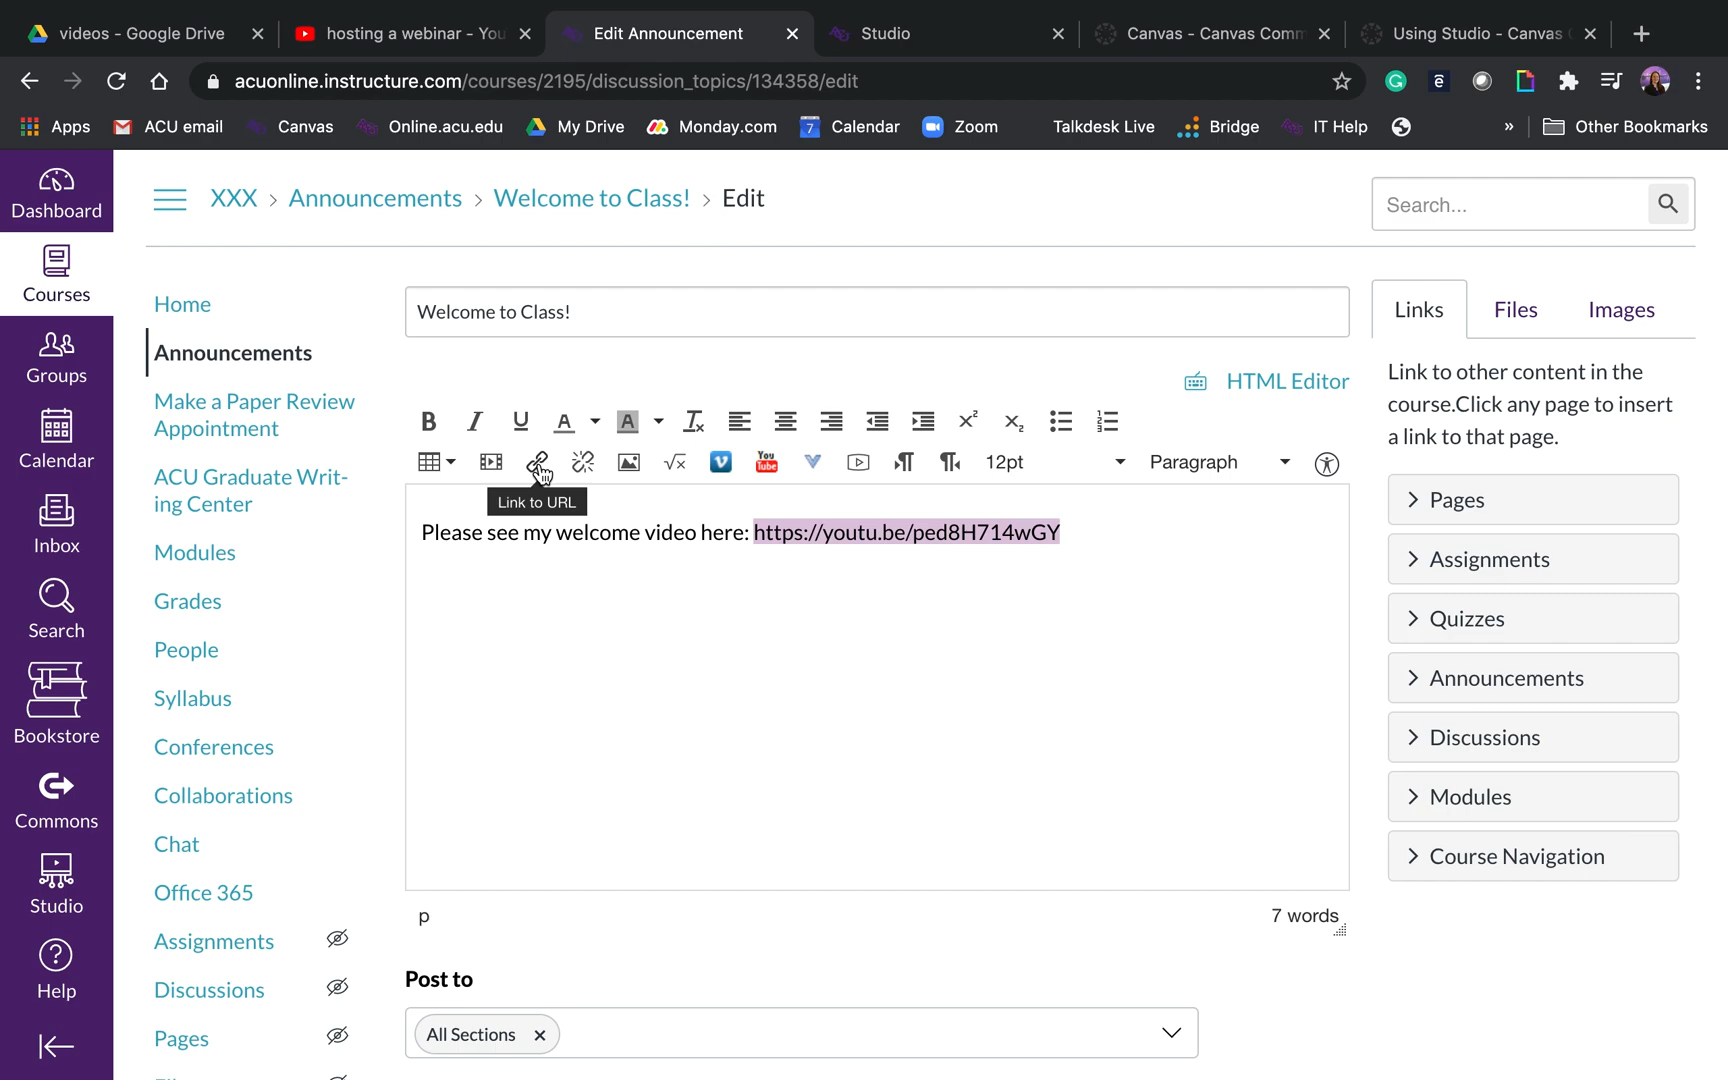 videos - Google Drive
hosting a webinar - You
Edit Announcement
Studio
Canvas - Canvas Comm
Using Studio - Canvas
acuonline.instructure.com/courses/2195/discussion_topics/134358/edit
Apps
ACU email
Canvas
Online.acu.edu
My Drive
Monday.com
7
Calendar
Zoom
Talkdesk Live
Bridge
IT Help
»
Other Bookmarks
Dashboard
Courses
Groups
Calendar
Inbox
Search
Bookstore
Commons
Studio
Help
XXX > Announcements > Welcome to Class! > Edit
Search...
Home
Announcements
Make a Paper Review
Appointment
ACU Graduate Writ-
ing Center
Modules
Grades
People
Syllabus
Conferences
Collaborations
Chat
Office 365
Assignments
Discussions
Pages
Welcome to Class!
HTML Editor
B I U A A
12pt
Paragraph
You
Tube
Link to URL
Please see my welcome video here: https://youtu.be/ped8H714wGY
p
7 words
Post to
All Sections
Links
Files
Images
Link to other content in the
course.Click any page to insert
a link to that page.
Pages
Assignments
Quizzes
Announcements
Discussions
Modules
Course Navigation